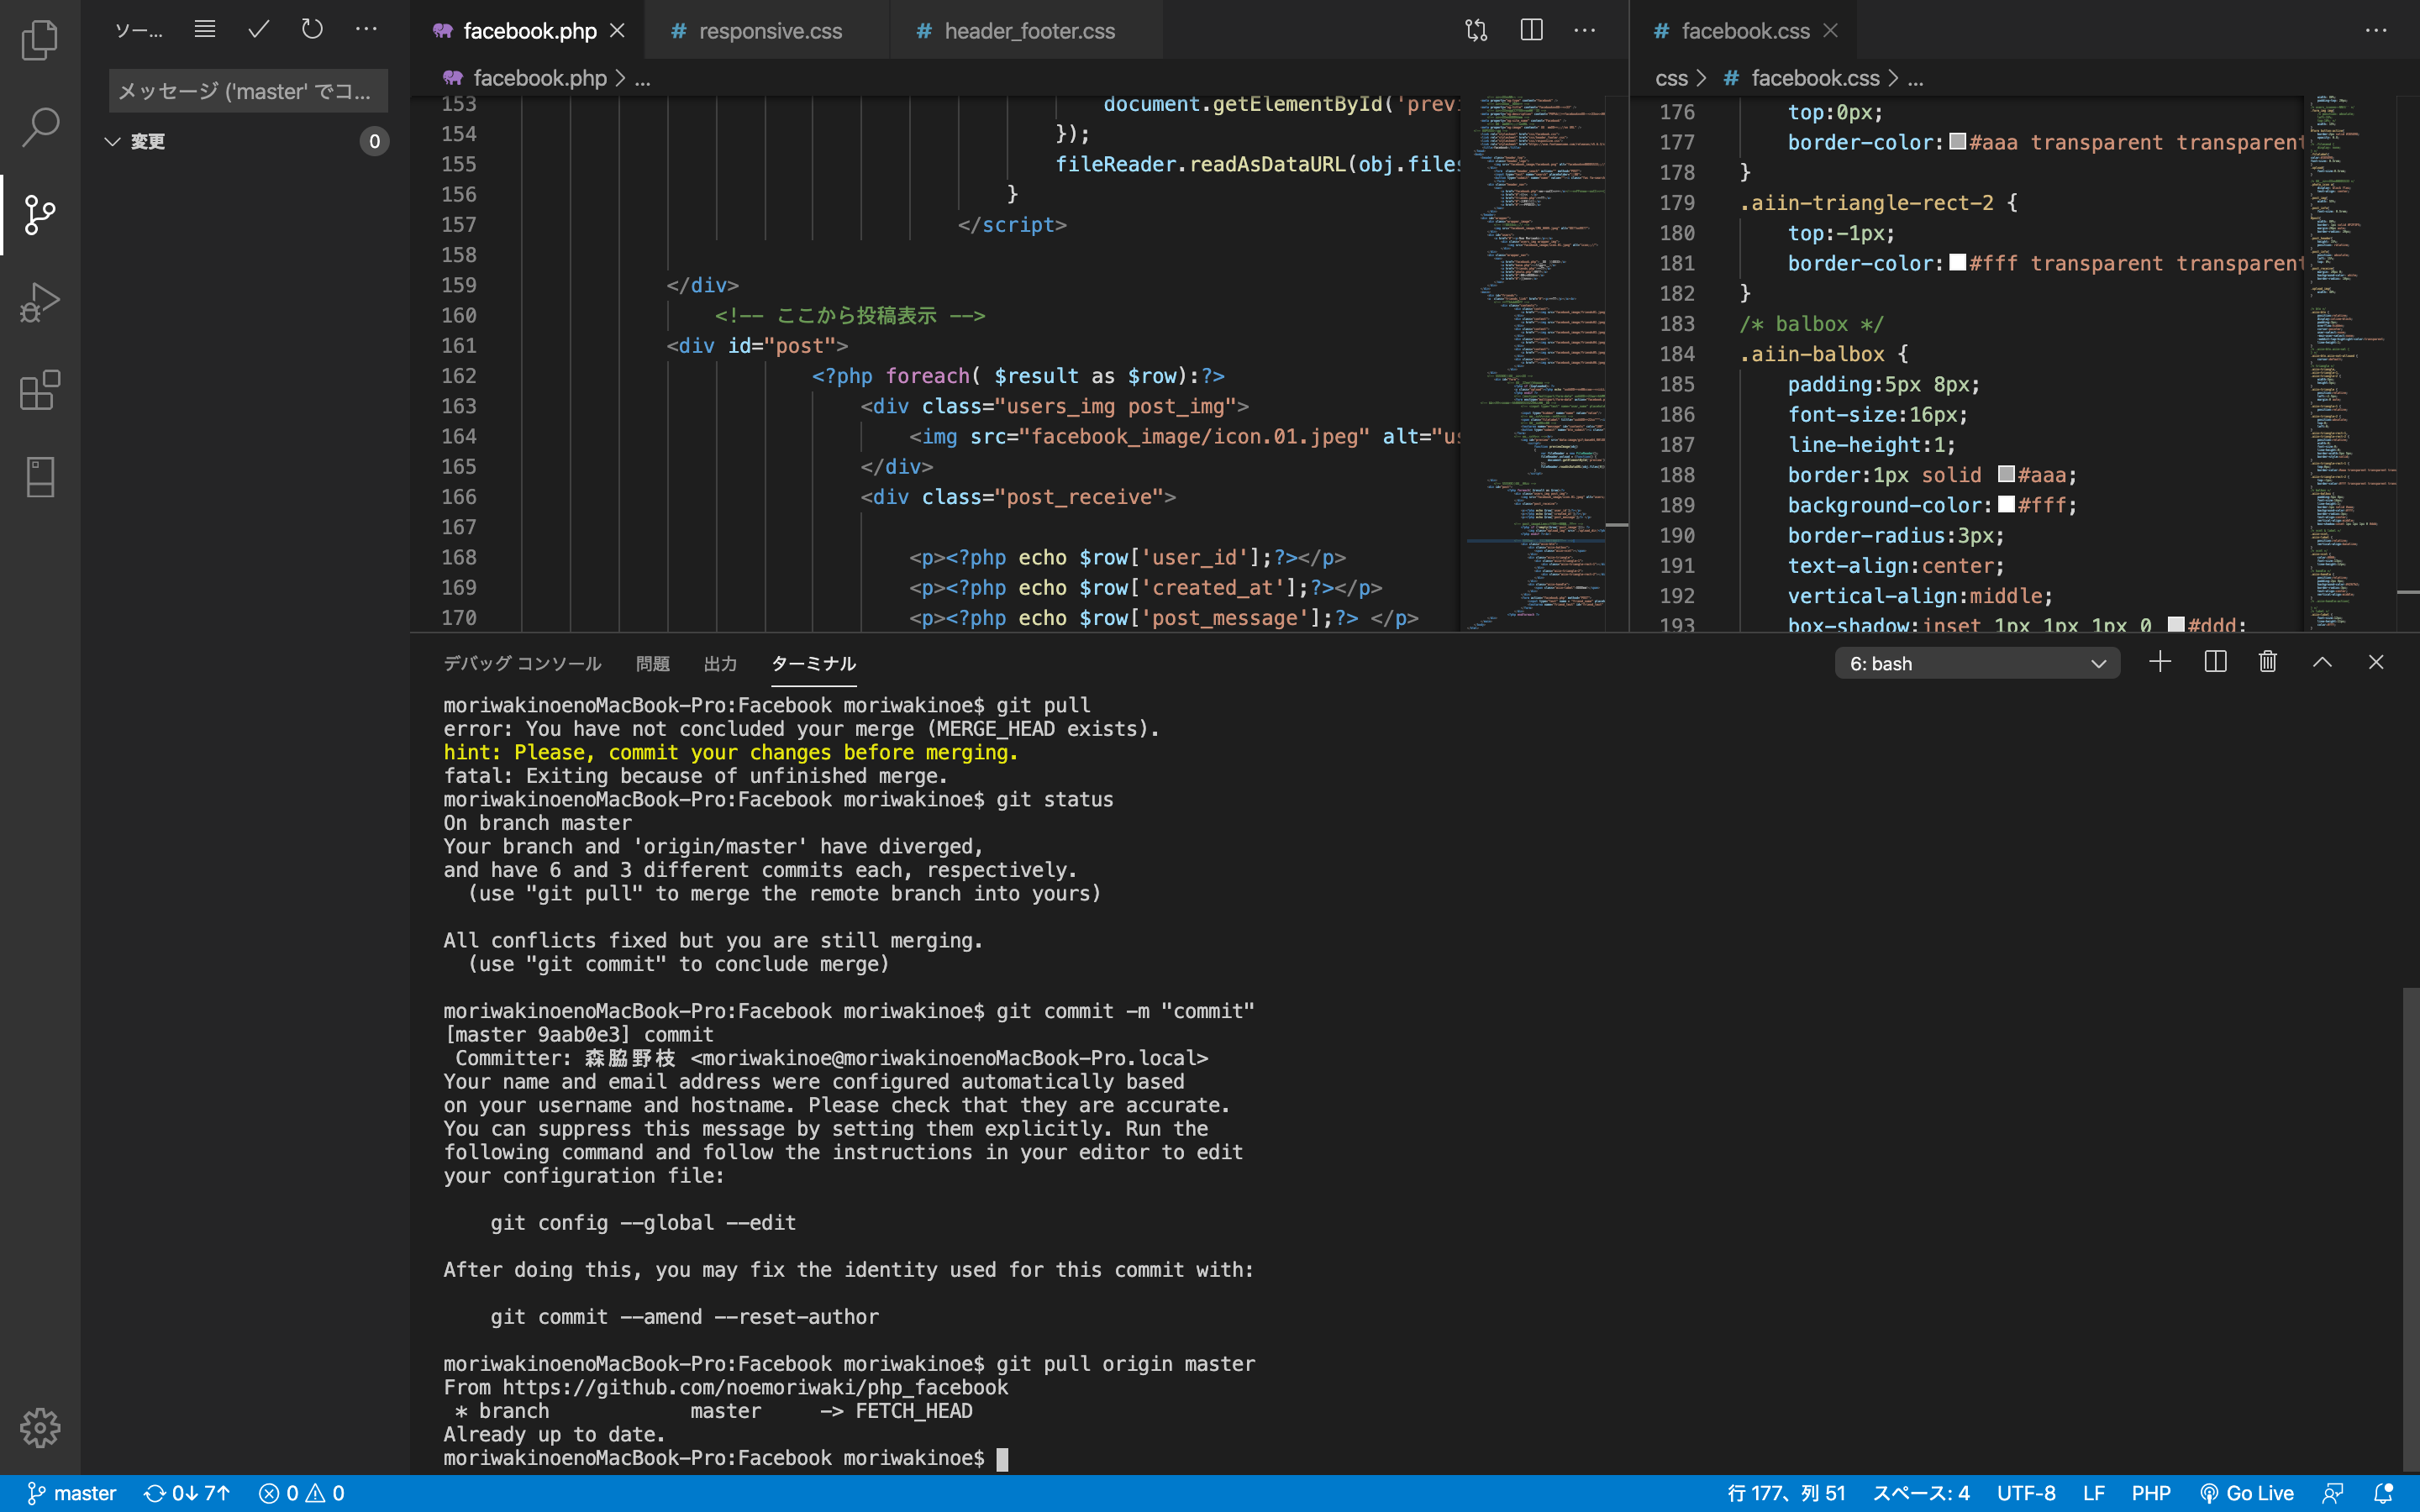 ソー...
メッセージ ('master' でコ...
変更
0
facebook.php
responsive.css
header_footer.css
facebook.php > ...
153 document.getElementById('previ
154 });
155 fileReader.readAsDataURL(obj.files
156 }
157 </script>
158
159 </div>
160 <!-- ここから投稿表示 -->
161 <div id="post">
162 <?php foreach( $result as $row):?>
163 <div class="users_img post_img">
164 <img src="facebook_image/icon.01.jpeg" alt="us
165 </div>
166 <div class="post_receive">
167
168 <p><?php echo $row['user_id'];?></p>
169 <p><?php echo $row['created_at'];?></p>
170 <p><?php echo $row['post_message'];?> </p>
# facebook.css
css > # facebook.css > ...
176 top:0px;
177 border-color:#aaa transparent transparent
178 }
179 .aiin-triangle-rect-2 {
180 top:-1px;
181 border-color:#fff transparent transparent
182 }
183 /* balbox */
184 .aiin-balbox {
185 padding:5px 8px;
186 font-size:16px;
187 line-height:1;
188 border:1px solid #aaa;
189 background-color:#fff;
190 border-radius:3px;
191 text-align:center;
192 vertical-align:middle;
193 box-shadow:inset 1px 1px 1px 0 #ddd;
デバッグ コンソール 問題 出力 ターミナル
6: bash
moriwakinoenoMacBook-Pro:Facebook moriwakinoe$ git pull
error: You have not concluded your merge (MERGE_HEAD exists).
hint: Please, commit your changes before merging.
fatal: Exiting because of unfinished merge.
moriwakinoenoMacBook-Pro:Facebook moriwakinoe$ git status
On branch master
Your branch and 'origin/master' have diverged,
and have 6 and 3 different commits each, respectively.
(use "git pull" to merge the remote branch into yours)
All conflicts fixed but you are still merging.
(use "git commit" to conclude merge)
moriwakinoenoMacBook-Pro:Facebook moriwakinoe$ git commit -m "commit"
[master 9aab0e3] commit
Committer: 森脇野枝 <moriwakinoe@moriwakinoenoMacBook-Pro.local>
Your name and email address were configured automatically based
on your username and hostname. Please check that they are accurate.
You can suppress this message by setting them explicitly. Run the
following command and follow the instructions in your editor to edit
your configuration file:
git config --global --edit
After doing this, you may fix the identity used for this commit with:
git commit --amend --reset-author
moriwakinoenoMacBook-Pro:Facebook moriwakinoe$ git pull origin master
From https://github.com/noemoriwaki/php_facebook
* branch master -> FETCH_HEAD
Already up to date.
moriwakinoenoMacBook-Pro:Facebook moriwakinoe$
master 0↓ 7↑ 0 0
行 177、列 51 スペース: 4 UTF-8 LF PHP Go Live